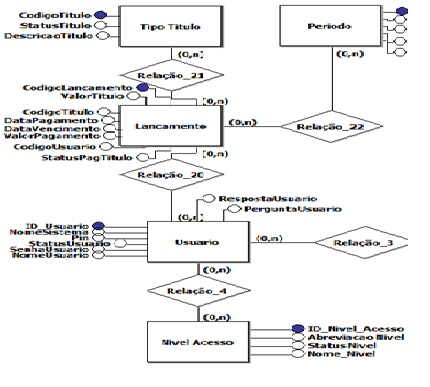 CodigoTitulo
StatusTitulo
DescricaoTitulo
Tipo Titulo
Periodo
(0,n)
(0,n)
Relação_21
CodigoLancamento
ValorTitulo
(0,n)
CodigoTitulo
DataPagamento
DataVencimento
ValorPagamento
CodigoUsuario
StatusPagTitulo
Lancamento
(0,n)
Relação_22
(0,n)
Relação_20
RespostaUsuario
PerguntaUsuario
(0,n)
ID_Usuario
NomeSistema
Pin
StatusUsuario
SenhaUsuario
NomeUsuario
Usuario
(0,n)
Relação_3
(0,n)
Relação_4
(0,n)
Nivel Acesso
ID_Nivel_Acesso
AbreviacaoNivel
StatusNivel
Nome_Nivel